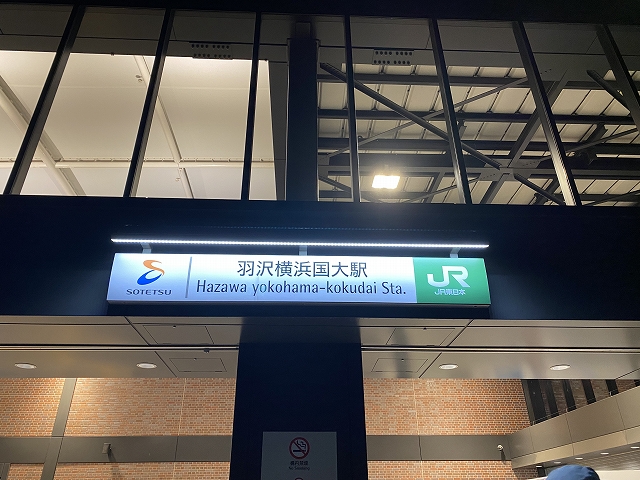 羽沢横浜国大駅
Hazawa yokohama-kokudai Sta.
SOTETSU
JR
JR東日本